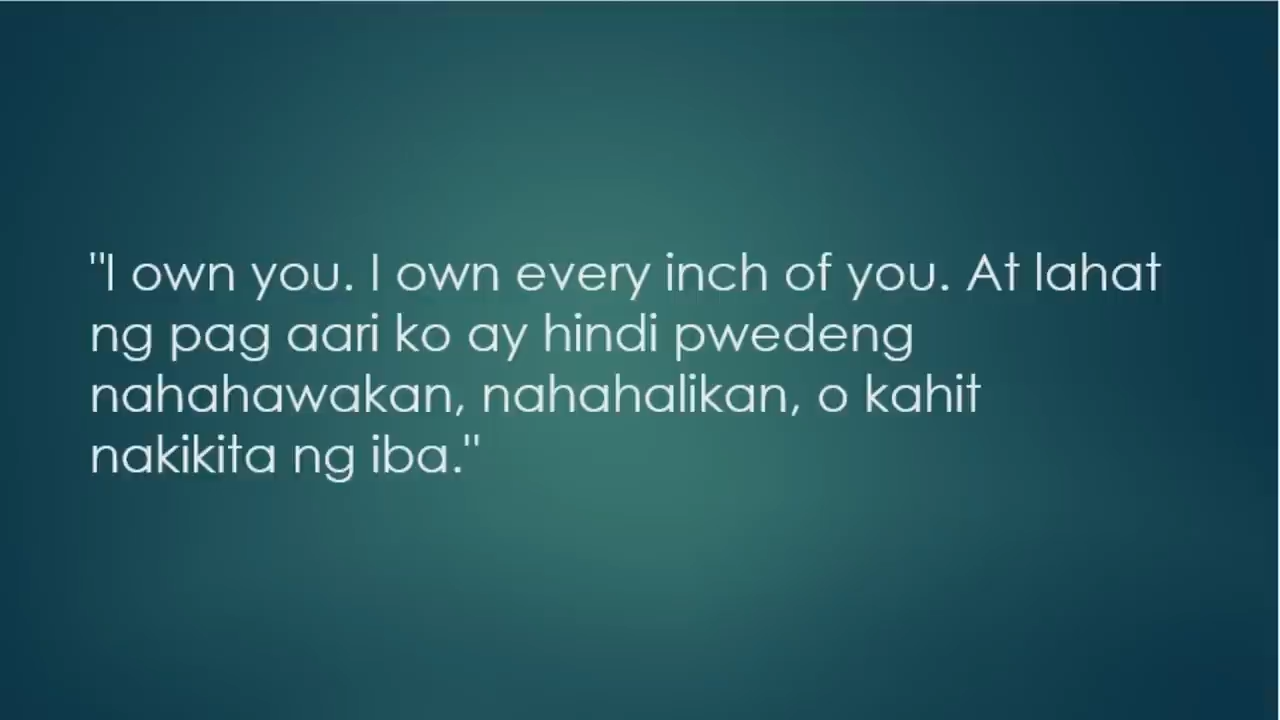 "I own you. I own every inch of you. At lahat
ng pag aari ko ay hindi pwedeng
nahahawakan, nahahalikan, o kahit
nakikita ng iba."